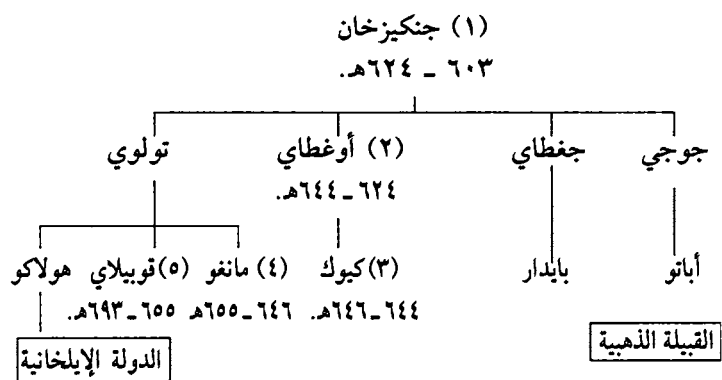 (١) جنكيزخان
٦٠٣ - ٦٢٤هـ.
جوجي جغطاي (٢) أوغطاي تولوي
٦٢٤-٦٤٤هـ.
أباتو بايدار (٣) كيوك (٤) مانغو (٥) قوبيلاي هولاكو
٦٤٤-٦٤٦هـ. ٦٤٦-٦٥٥هـ ٦٥٥-٦٩٣هـ.
القبيلة الذهبية الدولة الإيلخانية